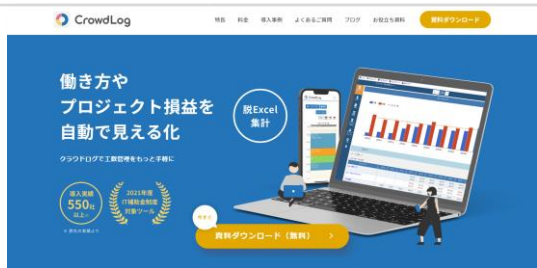 CrowdLog
特長 料金 導入事例 よくあるご質問 ブログ お役立ち資料 資料ダウンロード
働き方や
プロジェクト損益を
自動で見える化
脱Excel
集計
クラウドログで工数管理をもっと手軽に
導入実績
550社
以上※
2021年度
IT補助金制度
対象ツール
今すぐ
資料ダウンロード（無料）